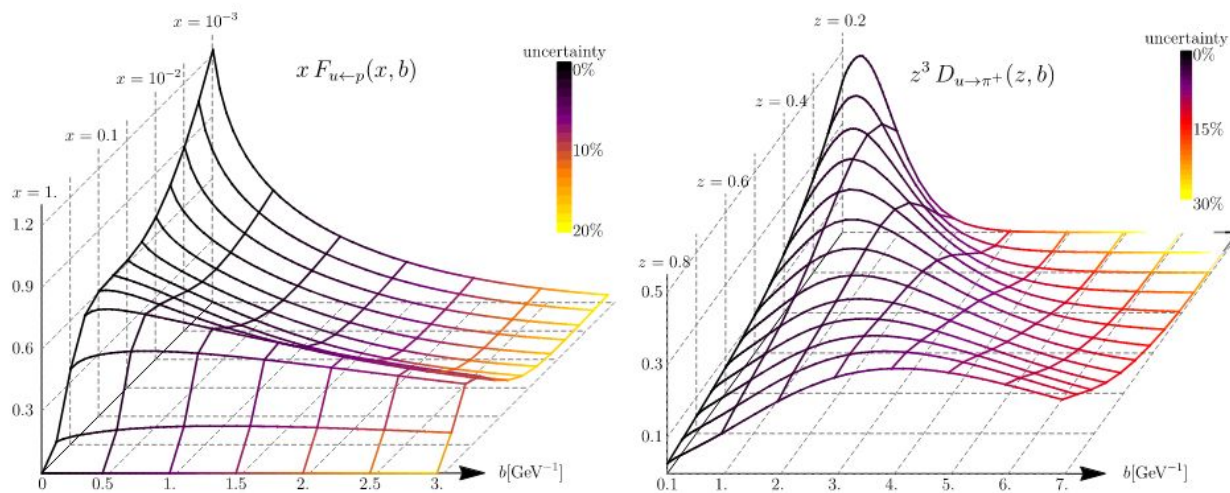 x = 10⁻³
x = 10⁻²
x = 0.1
x = 1.
x F_{u←p}(x, b)
uncertainty
0%
10%
20%
1.2
0.9
0.6
0.3
0
0.5
1.
1.5
2.
2.5
3.
b[GeV⁻¹]
z = 0.2
z = 0.4
z = 0.6
z = 0.8
z³ D_{u→π⁺}(z, b)
uncertainty
0%
15%
30%
0.5
0.3
0.1
0.1
1.
2.
3.
4.
5.
6.
7.
b[GeV⁻¹]